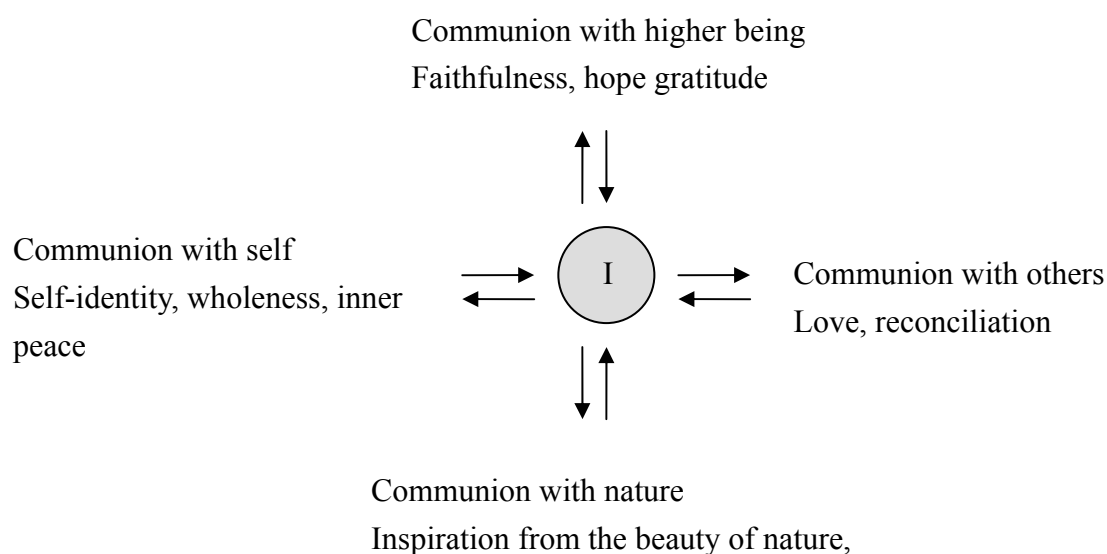 Communion with higher being
Faithfulness, hope gratitude
Communion with self
Self-identity, wholeness, inner
peace
I
Communion with others
Love, reconciliation
Communion with nature
Inspiration from the beauty of nature,